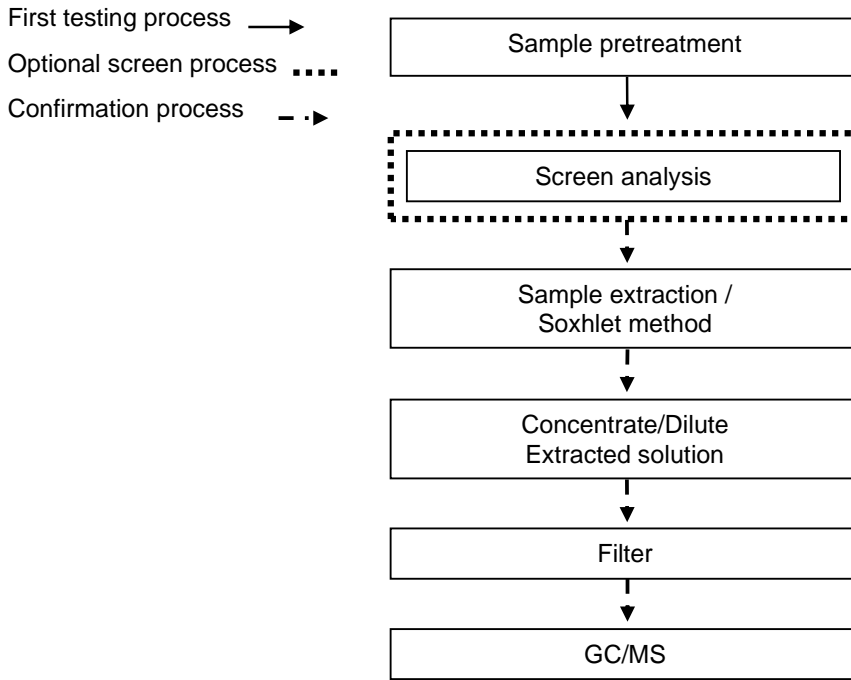 First testing process
Optional screen process
Confirmation process
Sample pretreatment
Screen analysis
Sample extraction /
Soxhlet method
Concentrate/Dilute
Extracted solution
Filter
GC/MS